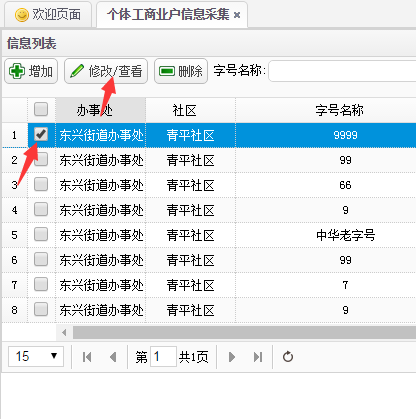 欢迎页面 个体工商业户信息采集
信息列表
增加 修改/查看 删除 字号名称:
办事处 社区 字号名称
1 东兴街道办事处 青平社区 9999
2 东兴街道办事处 青平社区 99
3 东兴街道办事处 青平社区 66
4 东兴街道办事处 青平社区 9
5 东兴街道办事处 青平社区 中华老字号
6 东兴街道办事处 青平社区 99
7 东兴街道办事处 青平社区 7
8 东兴街道办事处 青平社区 9
15 第 1 共1页